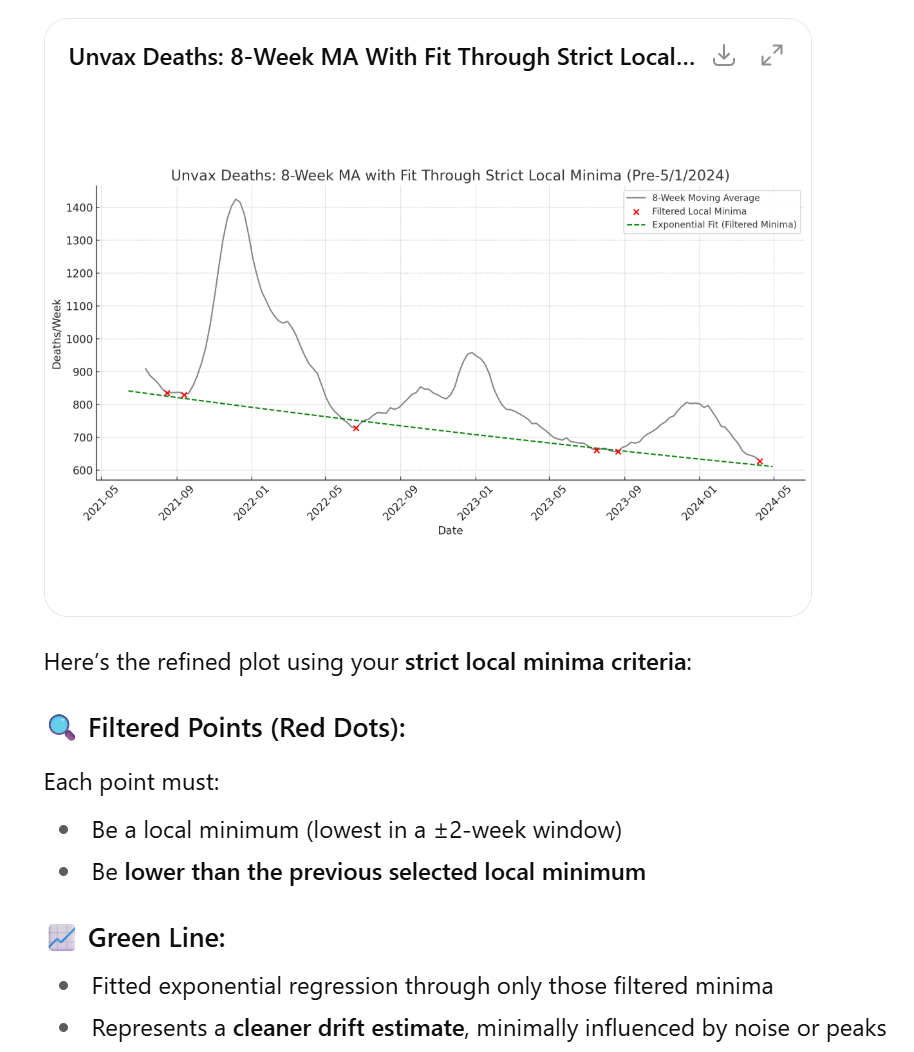 Unvax Deaths: 8-Week MA With Fit Through Strict Local...
Unvax Deaths: 8-Week MA with Fit Through Strict Local Minima (Pre-5/1/2024)
8-Week Moving Average
Filtered Local Minima
Exponential Fit (Filtered Minima)
1400
1300
1200
1100
1000
900
800
700
600
Deaths/Week
2021-05
2021-09
2022-01
2022-05
2022-09
2023-01
2023-05
2023-09
2024-01
2024-05
Date
Here's the refined plot using your strict local minima criteria:
🔍 Filtered Points (Red Dots):
Each point must:
• Be a local minimum (lowest in a ±2-week window)
• Be lower than the previous selected local minimum
📈 Green Line:
• Fitted exponential regression through only those filtered minima
• Represents a cleaner drift estimate, minimally influenced by noise or peaks